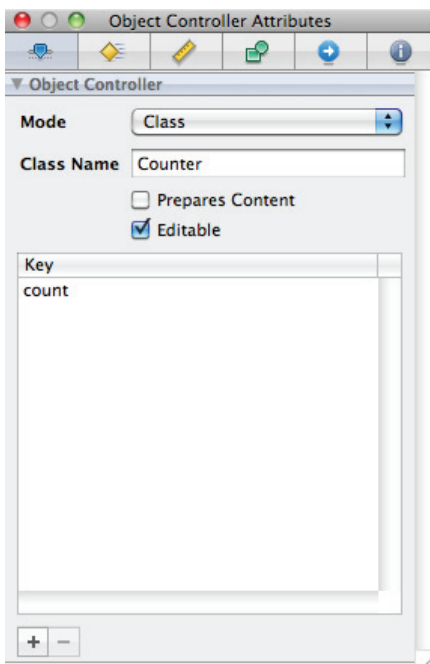 Object Controller Attributes
Object Controller
Mode Class
Class Name Counter
Prepares Content
Editable
Key
count